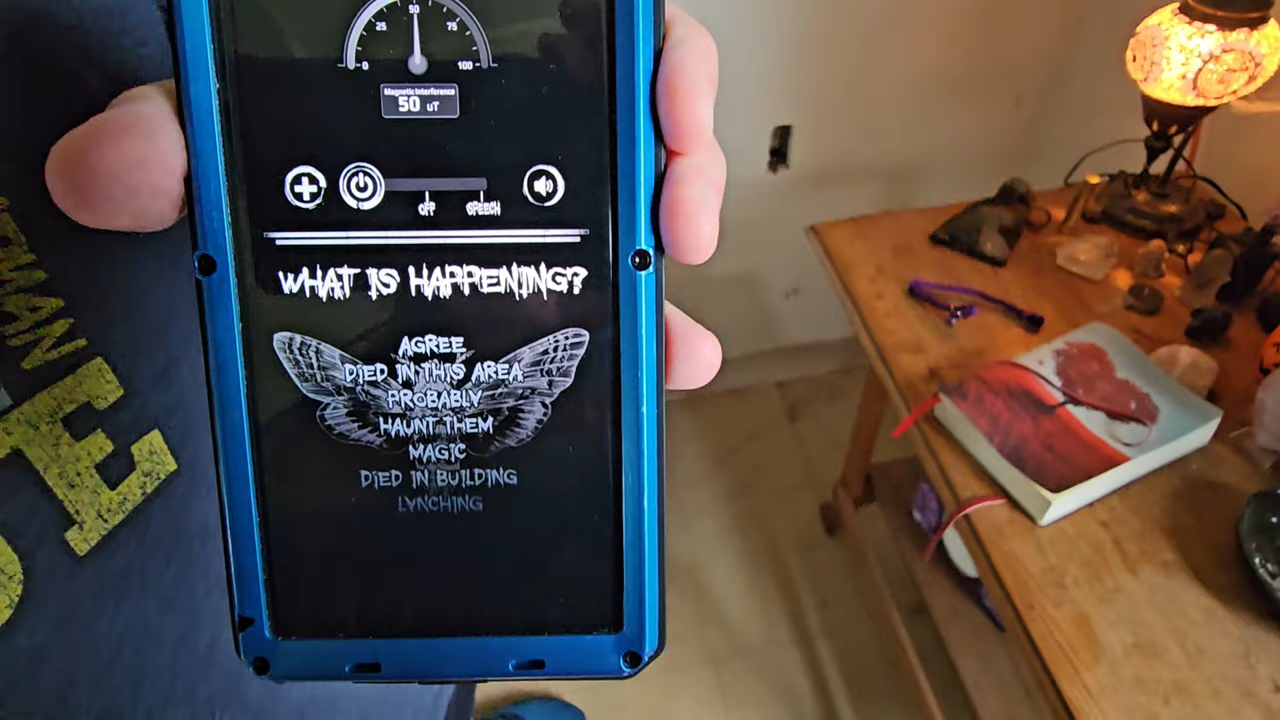 50
25 75
0 100
Magnetic Interference
50 uT
OFF SPEECH
WHAT IS HAPPENING?
AGREE
DIED IN THIS AREA
PROBABLY
HAUNT THEM
MAGIC
DIED IN BUILDING
LYNCHING